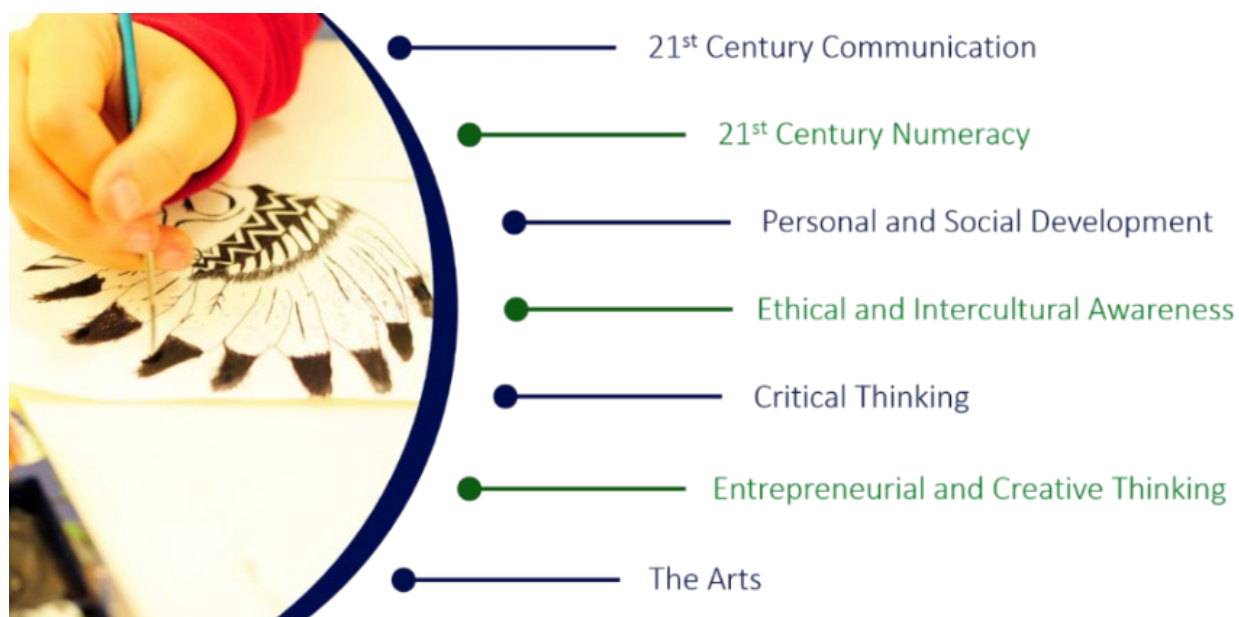 21st Century Communication
21st Century Numeracy
Personal and Social Development
Ethical and Intercultural Awareness
Critical Thinking
Entrepreneurial and Creative Thinking
The Arts